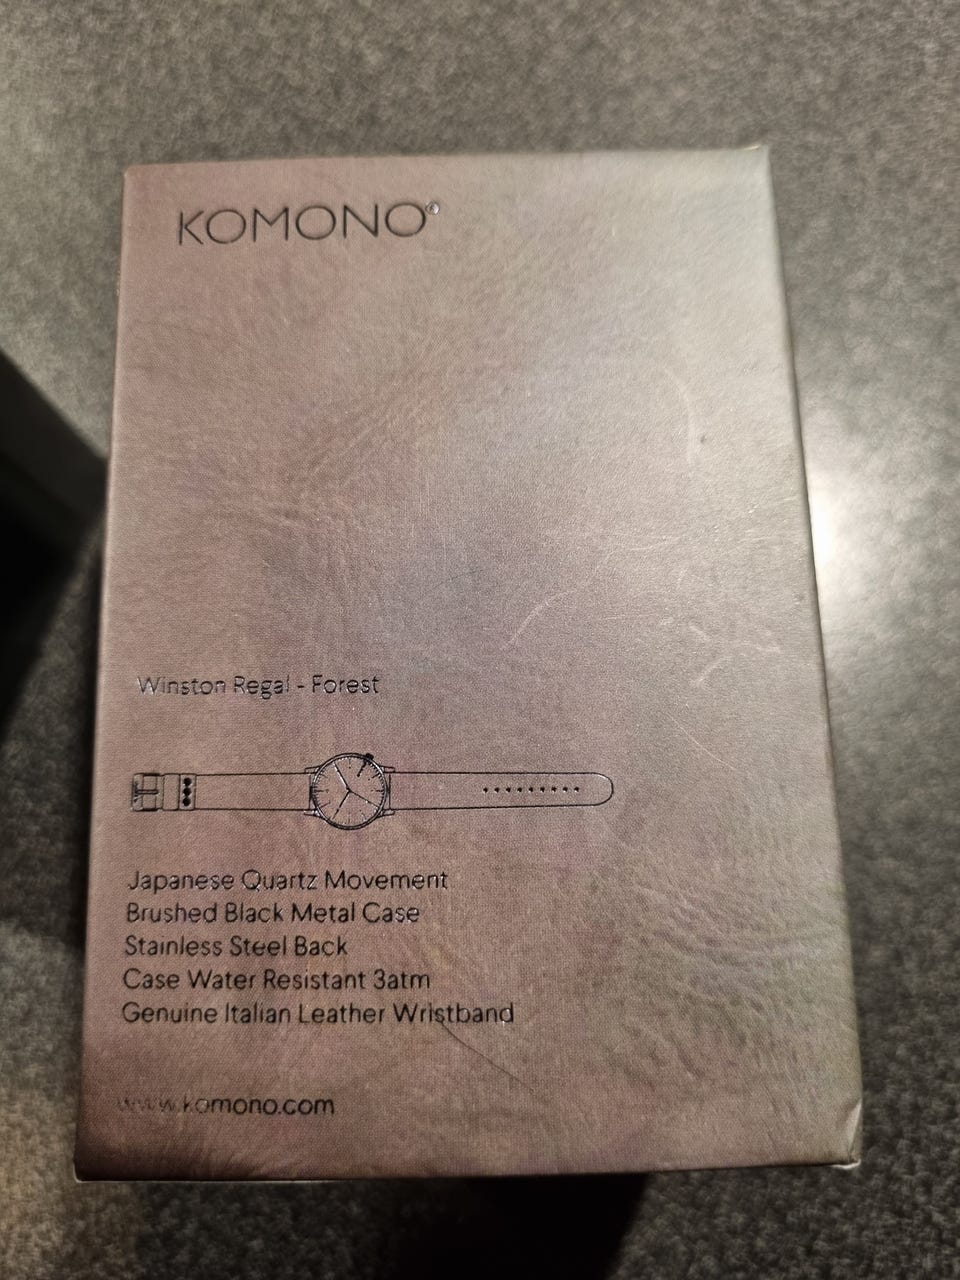 KOMONO®
Winston Regal - Forest
Japanese Quartz Movement
Brushed Black Metal Case
Stainless Steel Back
Case Water Resistant 3atm
Genuine Italian Leather Wristband
www.komono.com